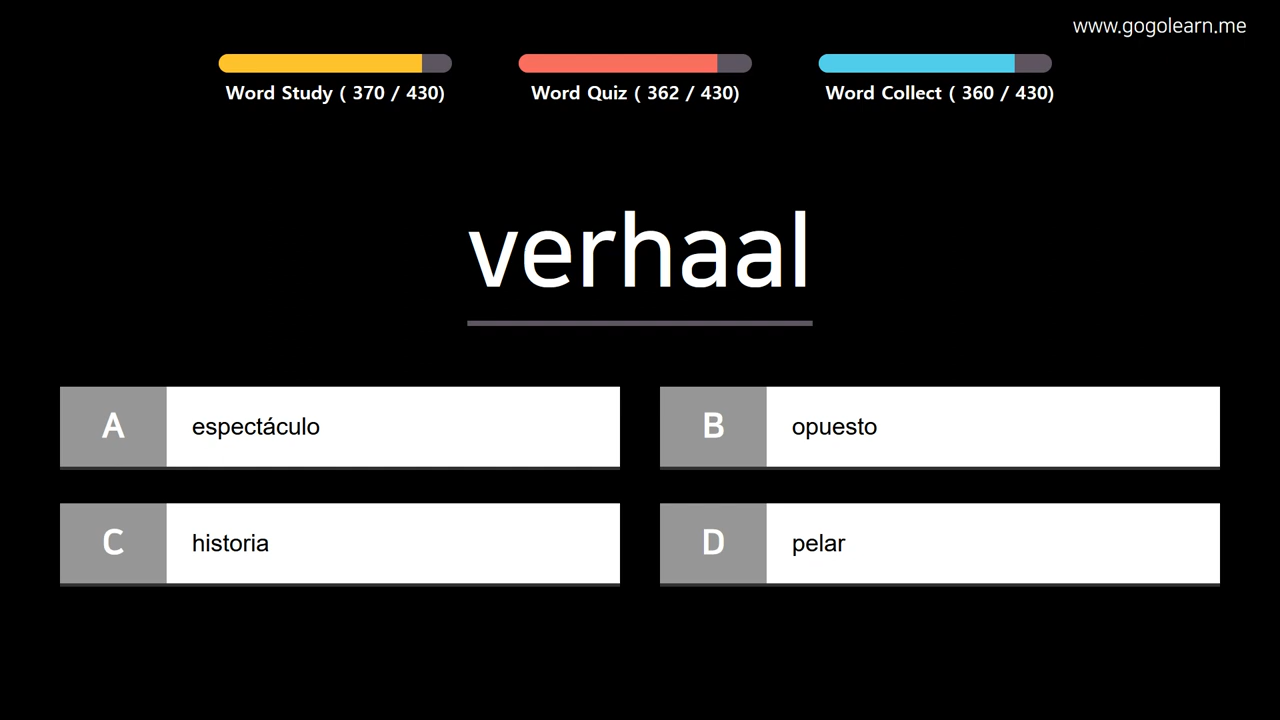 www.gogolearn.me
Word Study ( 370 / 430)
Word Quiz ( 362 / 430)
Word Collect ( 360 / 430)
verhaal
A espectáculo
B opuesto
C historia
D pelar